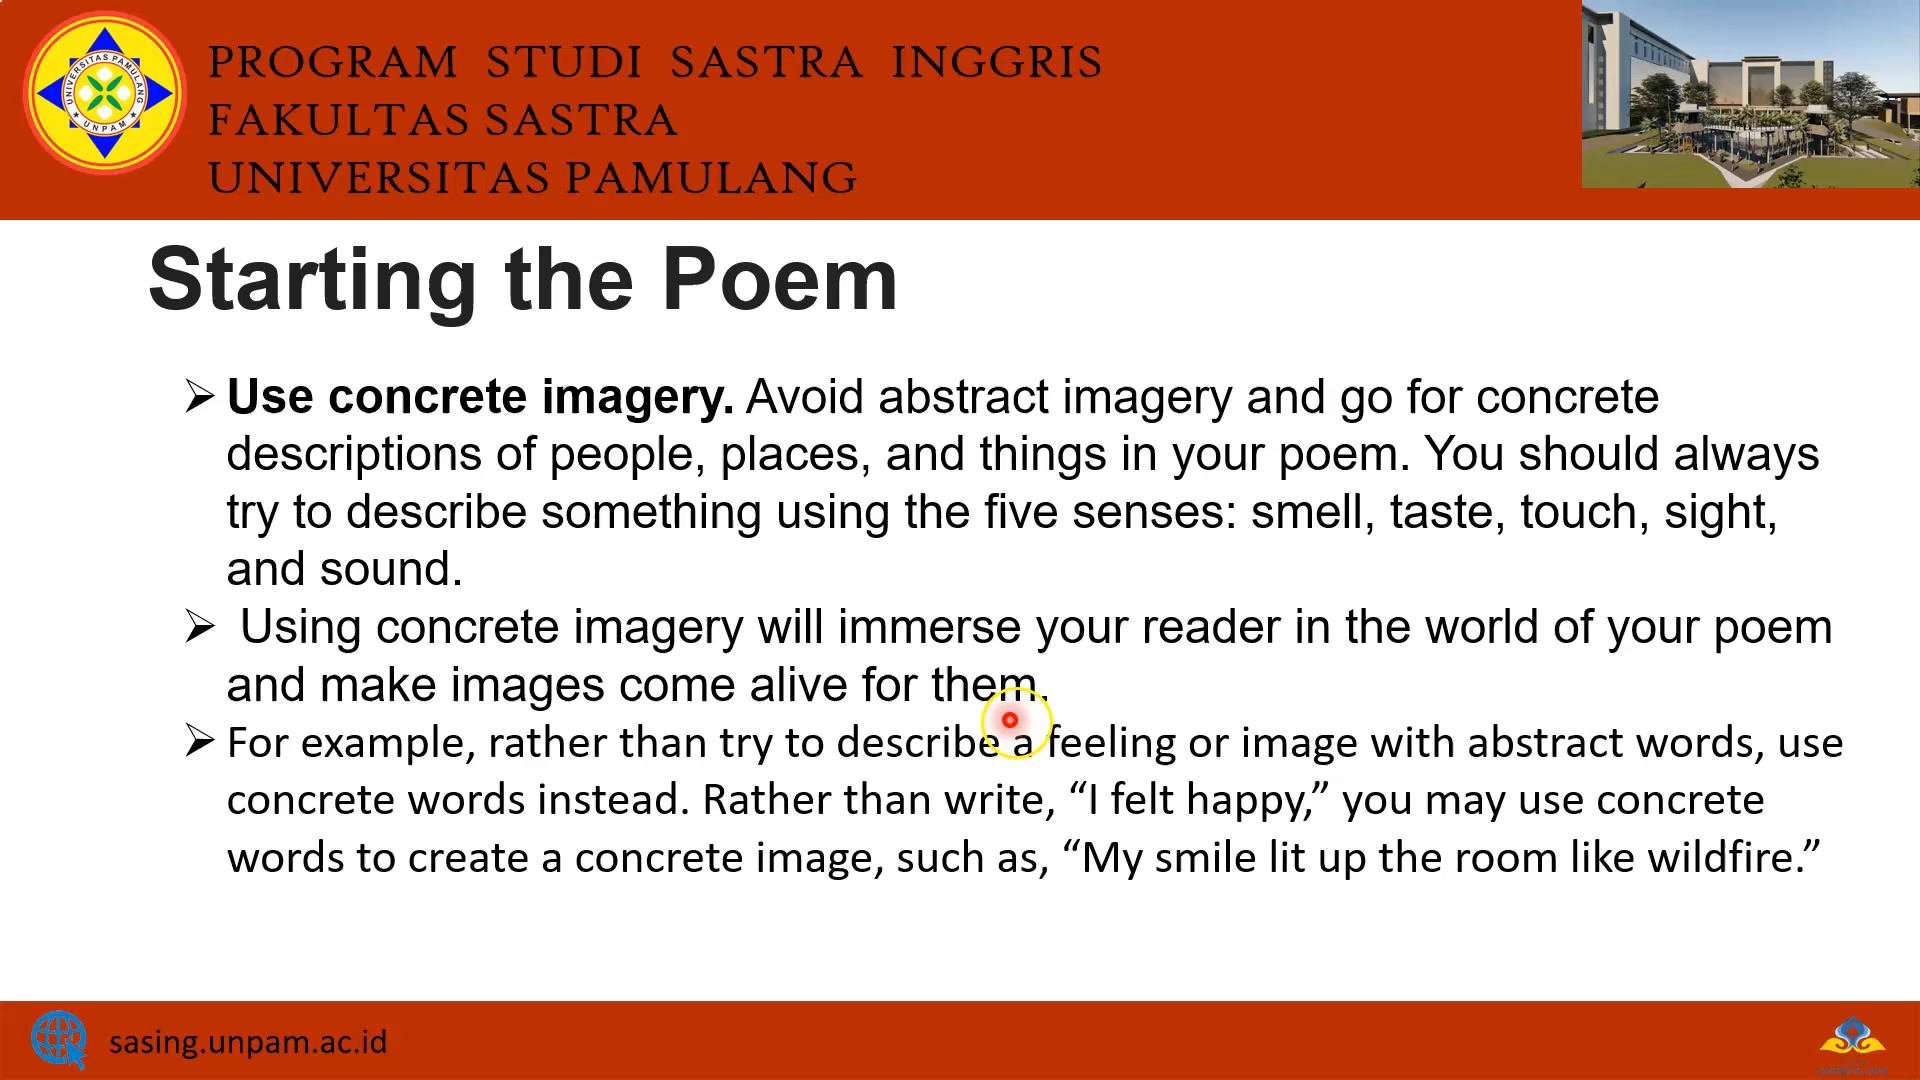 UNIVERSITAS PAMULANG
UNPAM
PROGRAM STUDI SASTRA INGGRIS
FAKULTAS SASTRA
UNIVERSITAS PAMULANG
Starting the Poem
➢ Use concrete imagery. Avoid abstract imagery and go for concrete
descriptions of people, places, and things in your poem. You should always
try to describe something using the five senses: smell, taste, touch, sight,
and sound.
➢ Using concrete imagery will immerse your reader in the world of your poem
and make images come alive for them.
➢ For example, rather than try to describe a feeling or image with abstract words, use
concrete words instead. Rather than write, “I felt happy,” you may use concrete
words to create a concrete image, such as, “My smile lit up the room like wildfire.”
sasing.unpam.ac.id